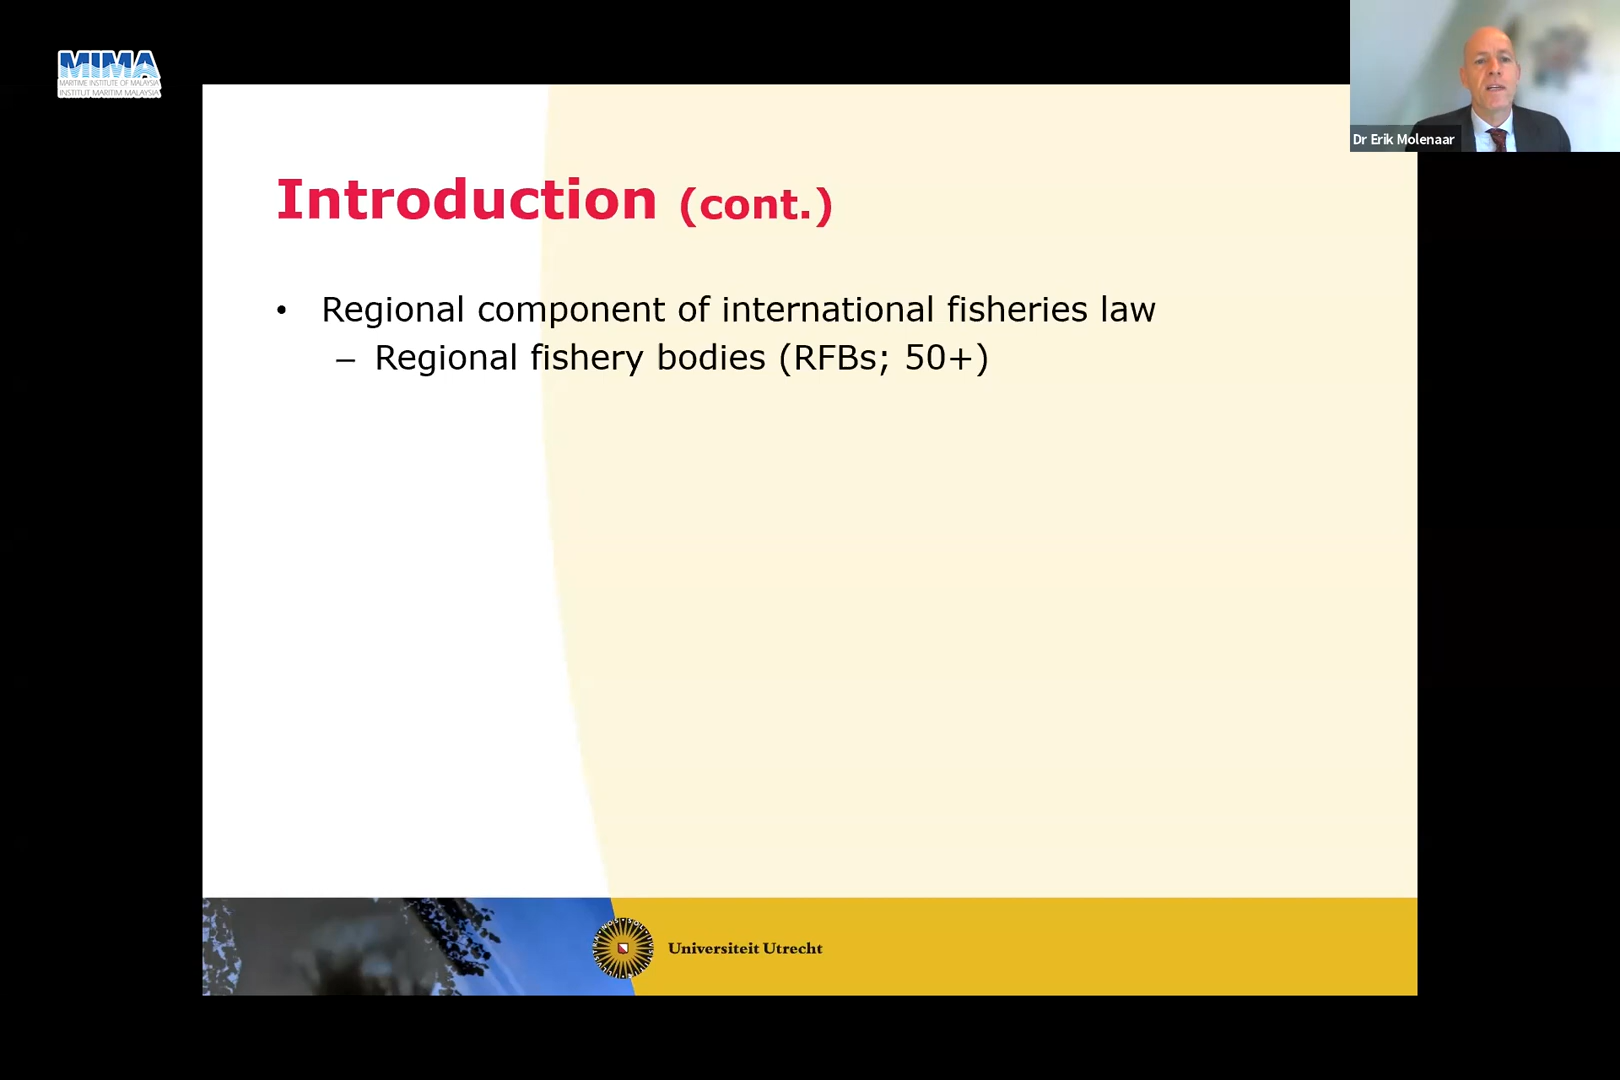 MIMA
MARITIME INSTITUTE OF MALAYSIA
INSTITUT MARITIM MALAYSIA
Dr Erik Molenaar
Introduction (cont.)
• Regional component of international fisheries law
– Regional fishery bodies (RFBs; 50+)
Universiteit Utrecht